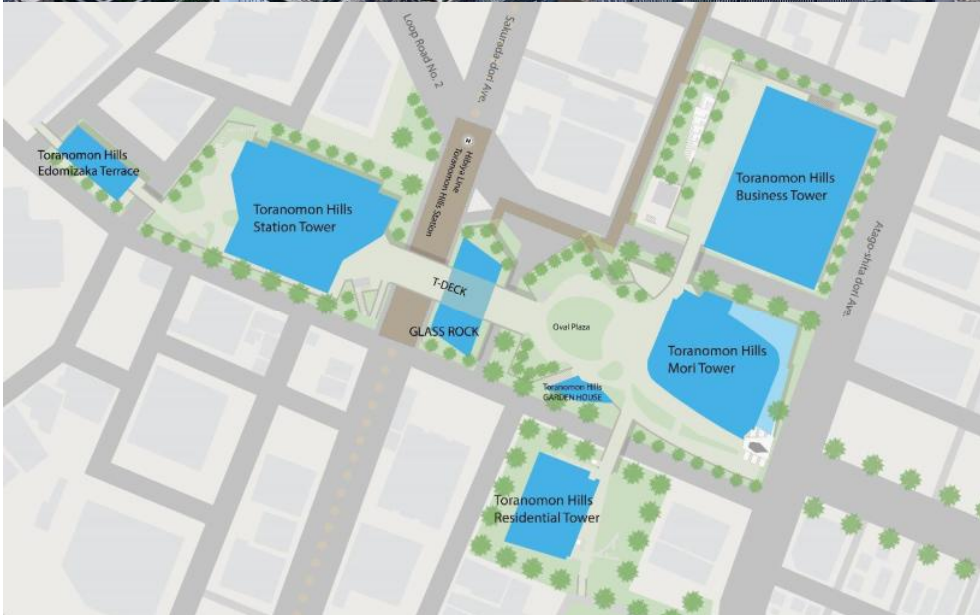 Loop Road No. 2
Sakurada-dori Ave.
Toranomon Hills
Edomizaka Terrace
Toranomon Hills
Station Tower
Hibiya Line
Toranomon Hills Station
Toranomon Hills
Business Tower
Atago-shita dori Ave.
T-DECK
GLASS ROCK
Oval Plaza
Toranomon Hills
Mori Tower
Toranomon Hills
GARDEN HOUSE
Toranomon Hills
Residential Tower